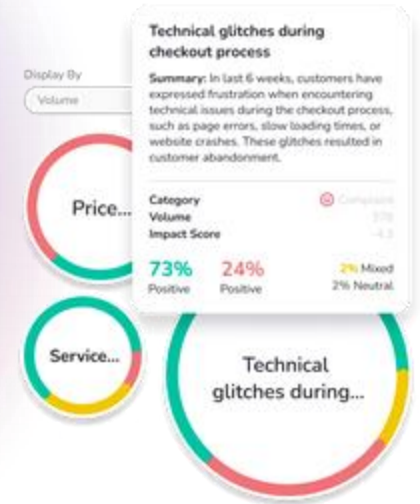 Technical glitches during
checkout process
Summary: In last 6 weeks, customers have
expressed frustration when encountering
technical issues during the checkout process,
such as page errors, slow loading times, or
website crashes. These glitches resulted in
customer abandonment.
Category Complaint
Volume
Impact Score
73% 24% 2% Mixed
Positive Positive 2% Neutral
Display By
Volume
Price...
Service...
Technical
glitches during...